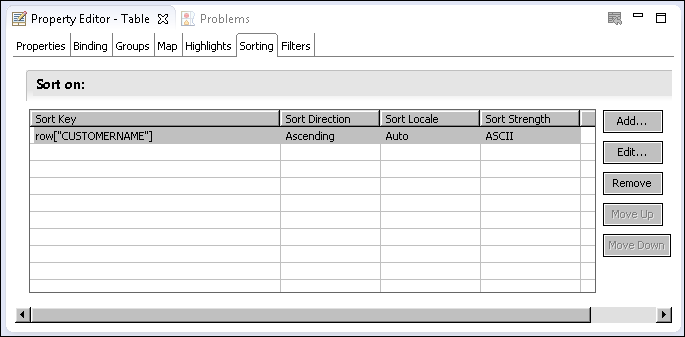 Property Editor - Table Problems
Properties Binding Groups Map Highlights Sorting Filters
Sort on:
Sort Key Sort Direction Sort Locale Sort Strength
row["CUSTOMERNAME"] Ascending Auto ASCII
Add...
Edit...
Remove
Move Up
Move Down